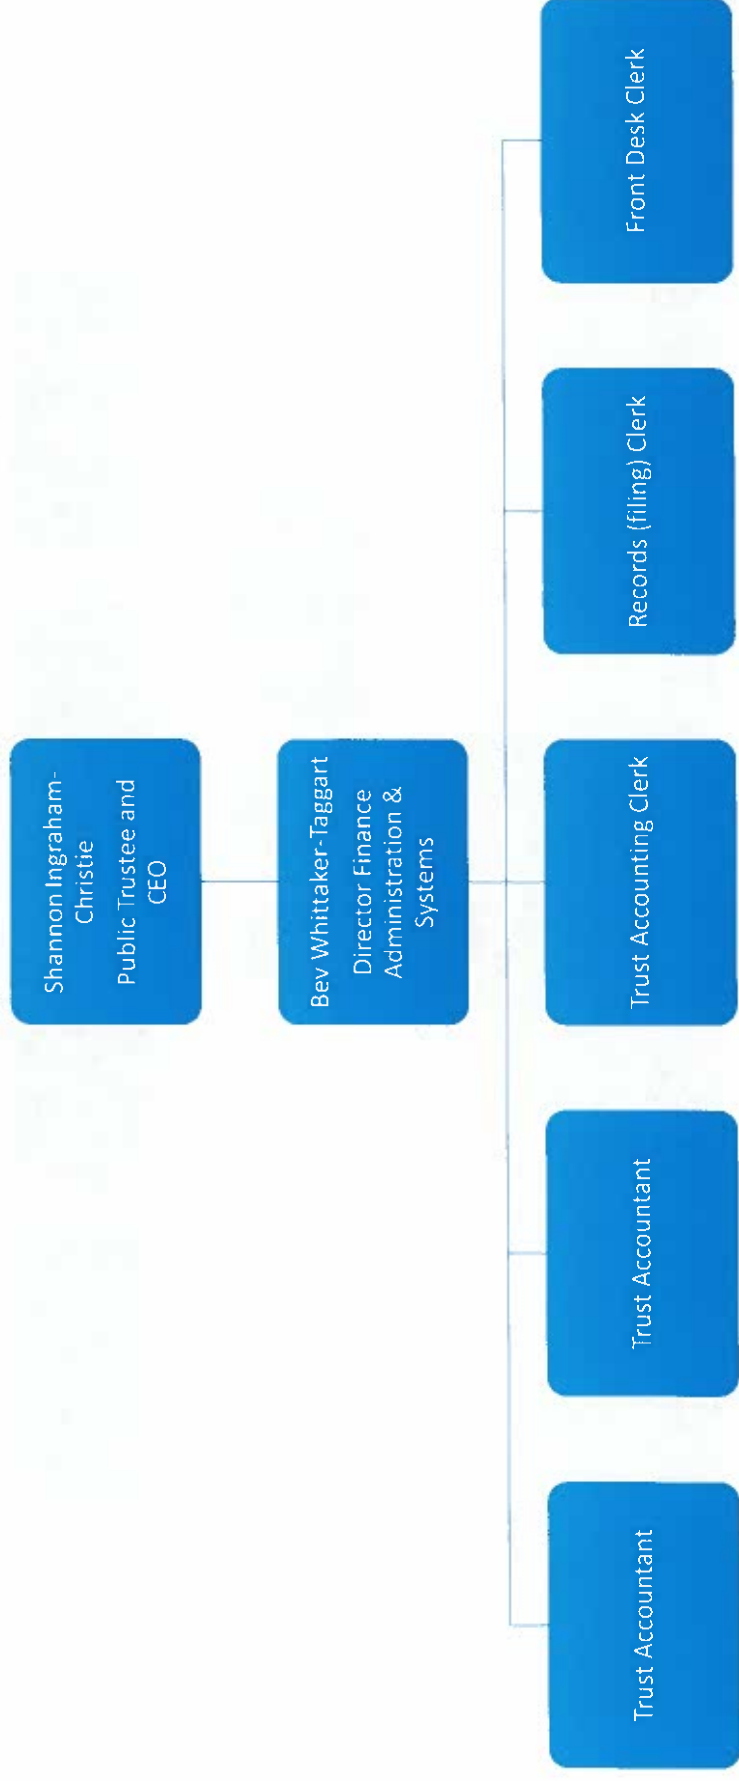 Shannon Ingraham-
Christie
Public Trustee and
CEO
Bev Whittaker-Taggart
Director Finance
Administration &
Systems
Trust Accountant
Trust Accountant
Trust Accounting Clerk
Records (filing) Clerk
Front Desk Clerk